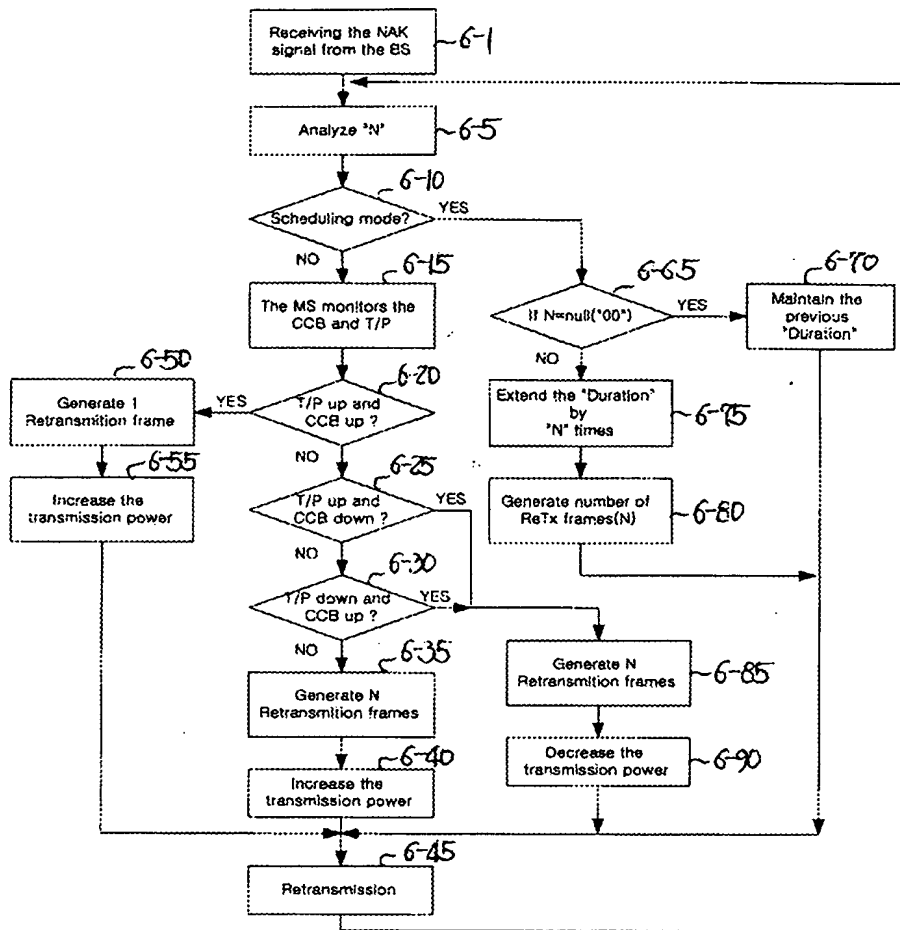 Receiving the NAK
signal from the BS
6-1
Analyze "N"
6-5
6-10
Scheduling mode?
YES
NO
6-15
The MS monitors the
CCB and T/P
6-65
If N=null("00")
YES
NO
6-70
Maintain the
previous
"Duration"
6-20
T/P up and
CCB up ?
YES
NO
6-50
Generate 1
Retransmition frame
6-55
Increase the
transmission power
6-25
T/P up and
CCB down ?
YES
NO
Extend the "Duration"
by
"N" times
6-75
Generate number of
ReTx frames(N)
6-80
6-30
T/P down and
CCB up ?
YES
NO
6-35
Generate N
Retransmition frames
6-40
Increase the
transmission power
Generate N
Retransmition frames
6-85
Decrease the
transmission power
6-90
6-45
Retransmission